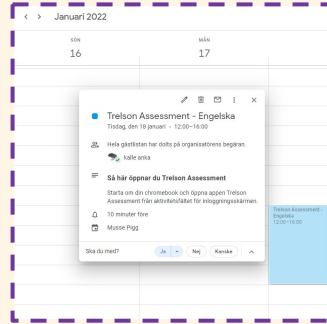 Januari 2022
SÖN
MÅN
16
17
Trelson Assessment - Engelska
Tisdag, den 18 januari · 12:00–16:00
Hela gästlistan har dolts på organisatörens begäran.
kalle anka
Så här öppnar du Trelson Assessment
Starta om din chromebook och öppna appen Trelson
Assessment från aktivitetsfältet för inloggningsskärmen.
10 minuter före
Musse Pigg
Ska du med?
Ja
Nej
Kanske
Trelson Assessment -
Engelska
12:00–16:00